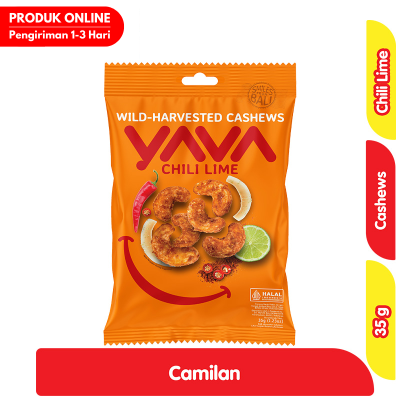 PRODUK ONLINE
Pengiriman 1-3 Hari
WILD-HARVESTED CASHEWS
YAVA
CHILI LIME
HALAL
Chili Lime
Cashews
35 g
Camilan